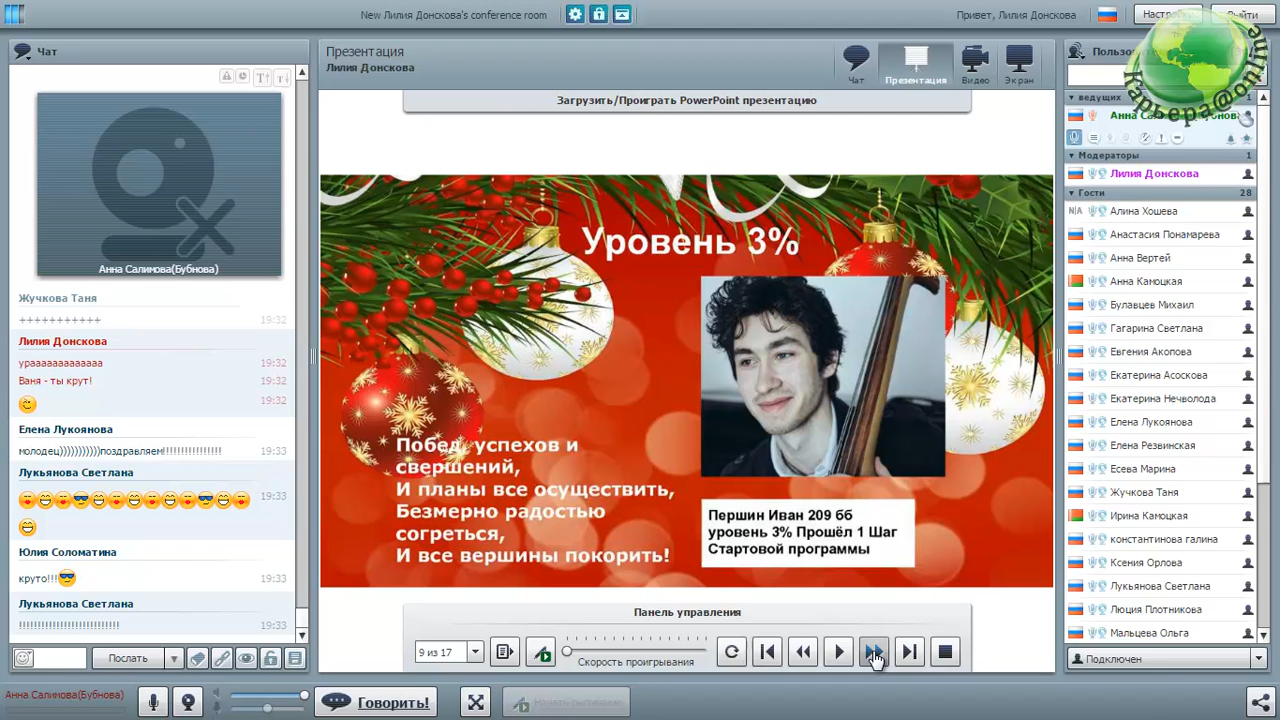 New Лилия Донскова's conference room
Привет, Лилия Донскова
Настройки
Выйти
Чат
Анна Салимова(Бубнова)
Жучкова Таня
+++++++++++ 19:32
Лилия Донскова
урааааааааааааа 19:32
Ваня - ты крут! 19:32
19:32
Елена Лукоянова
молодец)))))))))))поздравляем!!!!!!!!!!!!!!!! 19:33
Лукьянова Светлана
19:33
Юлия Соломатина
круто!!! 19:33
Лукьянова Светлана
!!!!!!!!!!!!!!!!!!!!!!!!!!!! 19:33
Послать
Анна Салимова(Бубнова)
Говорить!
Презентация
Лилия Донскова
Чат
Презентация
Видео
Экран
Загрузить/Проиграть PowerPoint презентацию
Уровень 3%
Побед, успехов и
свершений,
И планы все осуществить,
Безмерно радостью
согреться,
И все вершины покорить!
Першин Иван 209 бб
уровень 3% Прошёл 1 Шаг
Стартовой программы
Панель управления
9 из 17
Скорость проигрывания
карьера@online
ведущих 1
Модераторы 1
Лилия Донскова
Гости 28
N|A Алина Хошева
Анастасия Понамарева
Анна Вертей
Анна Камоцкая
Булавцев Михаил
Гагарина Светлана
Евгения Акопова
Екатерина Асоскова
Екатерина Нечволода
Елена Лукоянова
Елена Резвинская
Есева Марина
Жучкова Таня
Ирина Камоцкая
константинова галина
Ксения Орлова
Лукьянова Светлана
Люция Плотникова
Мальцева Ольга
Подключен